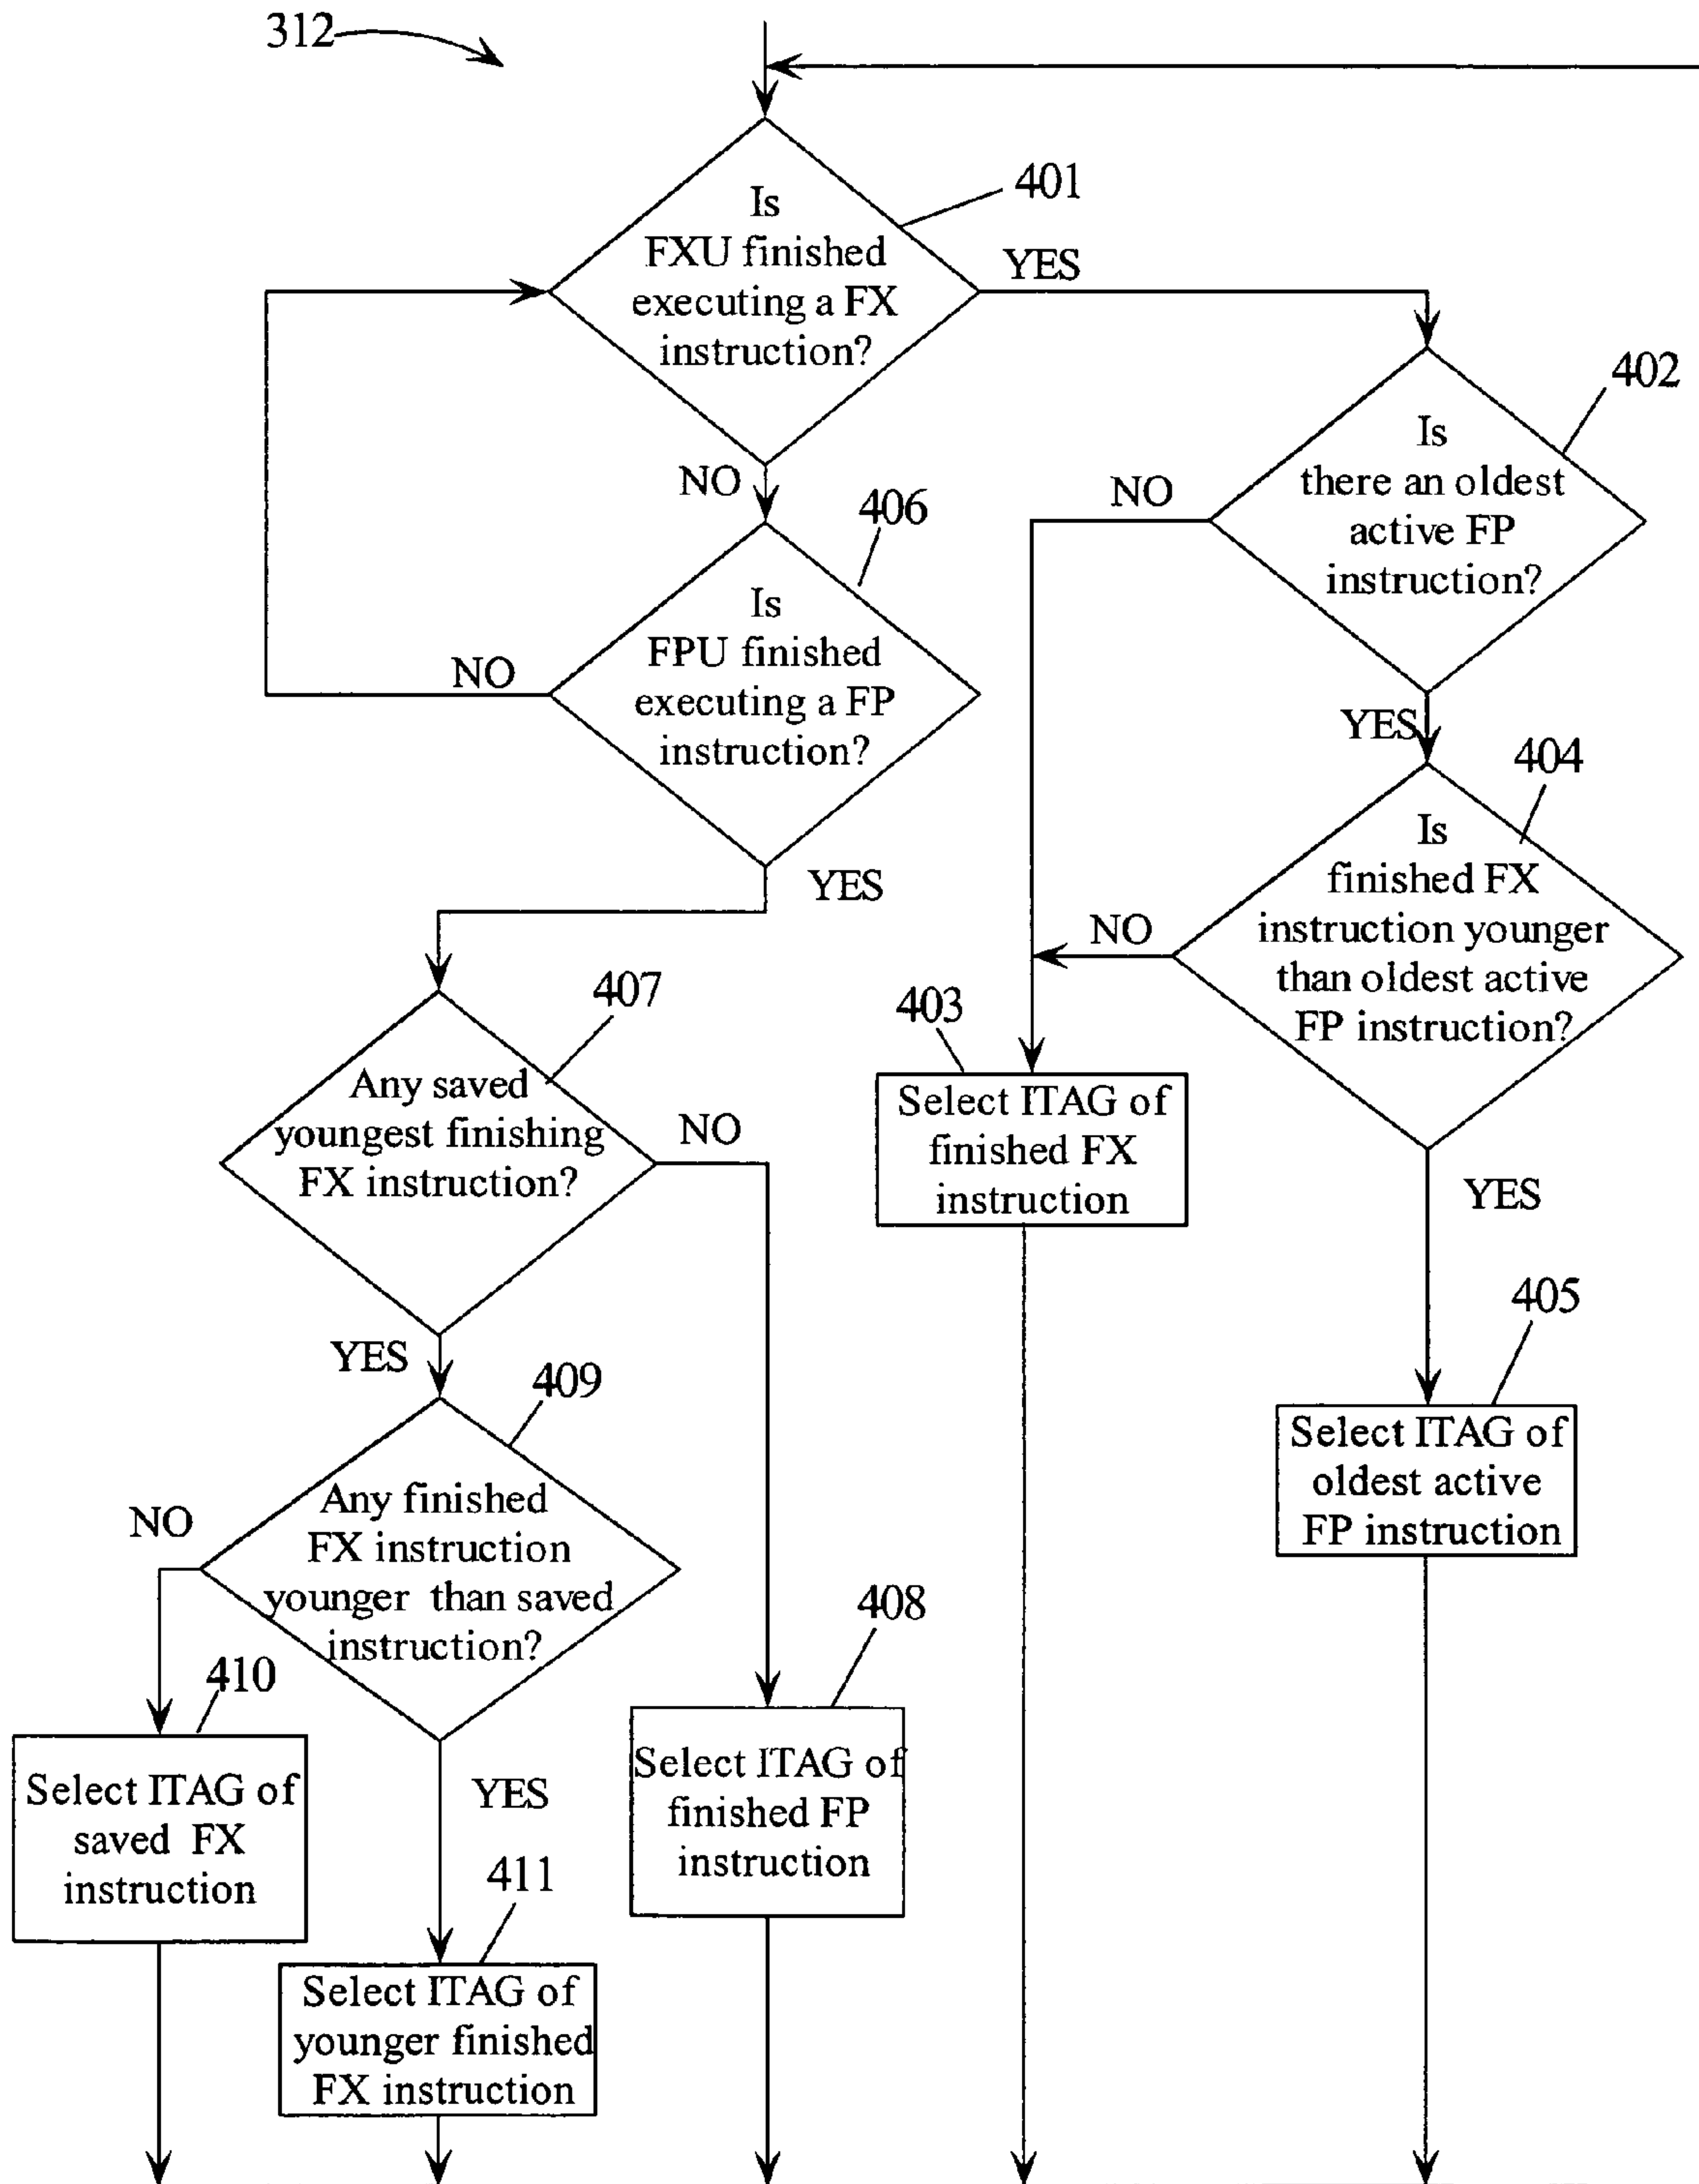 312
401
Is
FXU finished
executing a FX
instruction?
YES
NO
402
Is
there an oldest
active FP
instruction?
NO
YES
406
Is
FPU finished
executing a FP
instruction?
NO
YES
404
Is
finished FX
instruction younger
than oldest active
FP instruction?
NO
YES
403
Select ITAG of
finished FX
instruction
405
Select ITAG of
oldest active
FP instruction
407
Any saved
youngest finishing
FX instruction?
NO
YES
409
Any finished
FX instruction
younger than saved
instruction?
NO
YES
408
Select ITAG of
finished FP
instruction
410
Select ITAG of
saved FX
instruction
411
Select ITAG of
younger finished
FX instruction